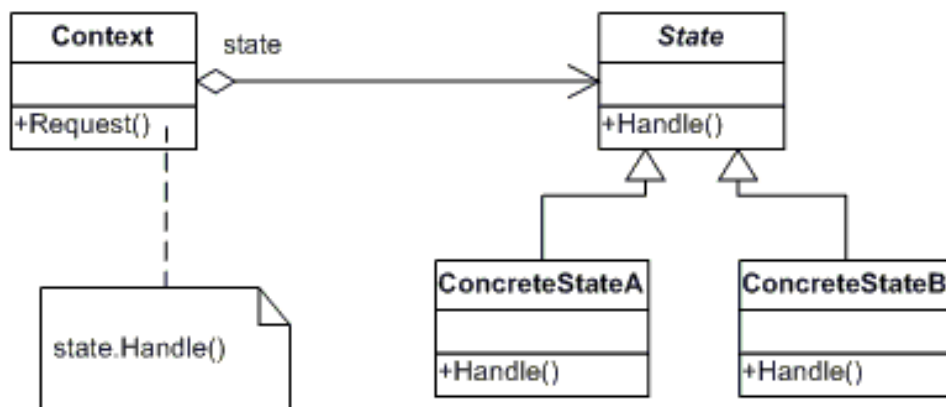 Context
state
State
+Request()
+Handle()
ConcreteStateA
ConcreteStateB
state.Handle()
+Handle()
+Handle()